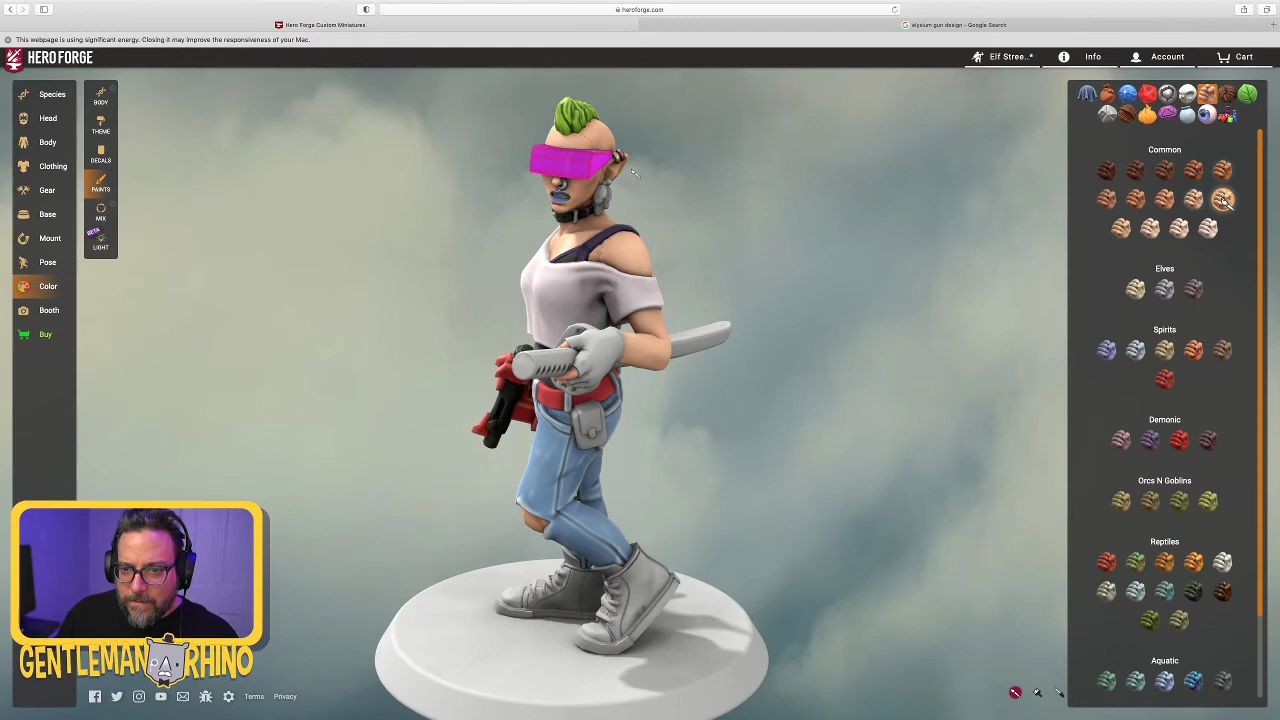 heroforge.com
Hero Forge Custom Miniatures
elysium gun design - Google Search
This webpage is using significant energy. Closing it may improve the responsiveness of your Mac.
HERO FORGE
Elf Stree..*
Info
Account
Cart
Species
Head
Body
Clothing
Gear
Base
Mount
Pose
Color
Booth
Buy
BODY
THEME
DECALS
PAINTS
MIX
BETA
LIGHT
Common
Elves
Spirits
Demonic
Orcs N Goblins
Reptiles
Aquatic
GENTLEMAN RHINO
Terms
Privacy